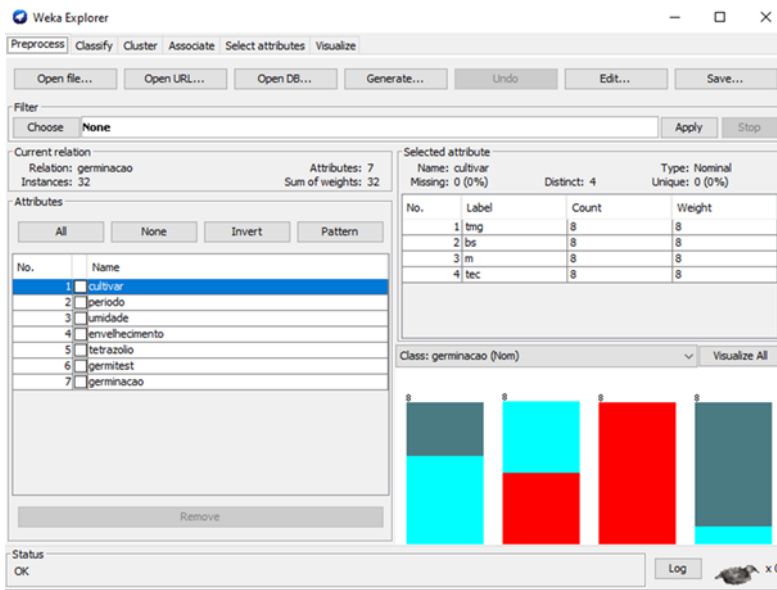 Weka Explorer
Preprocess Classify Cluster Associate Select attributes Visualize
Open file... Open URL... Open DB... Generate... Undo Edit... Save...
Filter
Choose None Apply Stop
Current relation
Relation: germinacao Attributes: 7
Instances: 32 Sum of weights: 32
Attributes
All None Invert Pattern
No. Name
1 cultivar
2 periodo
3 umidade
4 envelhecimento
5 tetrazolio
6 germitest
7 germinacao
Remove
Selected attribute
Name: cultivar Type: Nominal
Missing: 0 (0%) Distinct: 4 Unique: 0 (0%)
No. Label Count Weight
1 tmg 8 8
2 bs 8 8
3 m 8 8
4 tec 8 8
Class: germinacao (Nom) Visualize All
8 8 8 8
Status
OK
Log x